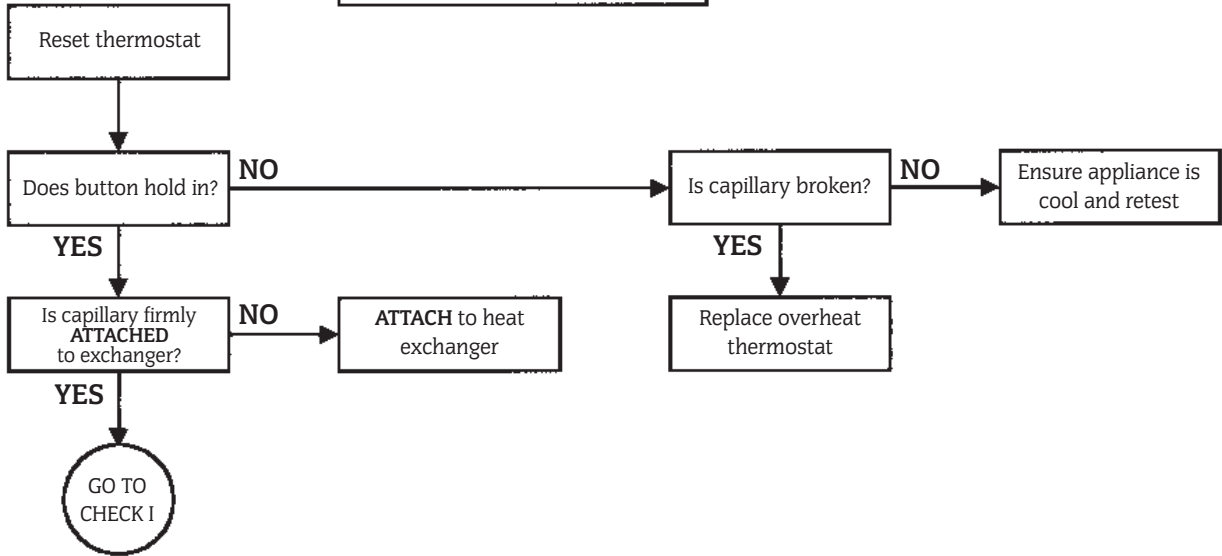 Reset thermostat
Does button hold in?
NO
Is capillary broken?
NO
Ensure appliance is
cool and retest
YES
YES
Is capillary firmly
ATTACHED
to exchanger?
NO
ATTACH to heat
exchanger
Replace overheat
thermostat
YES
GO TO
CHECK I